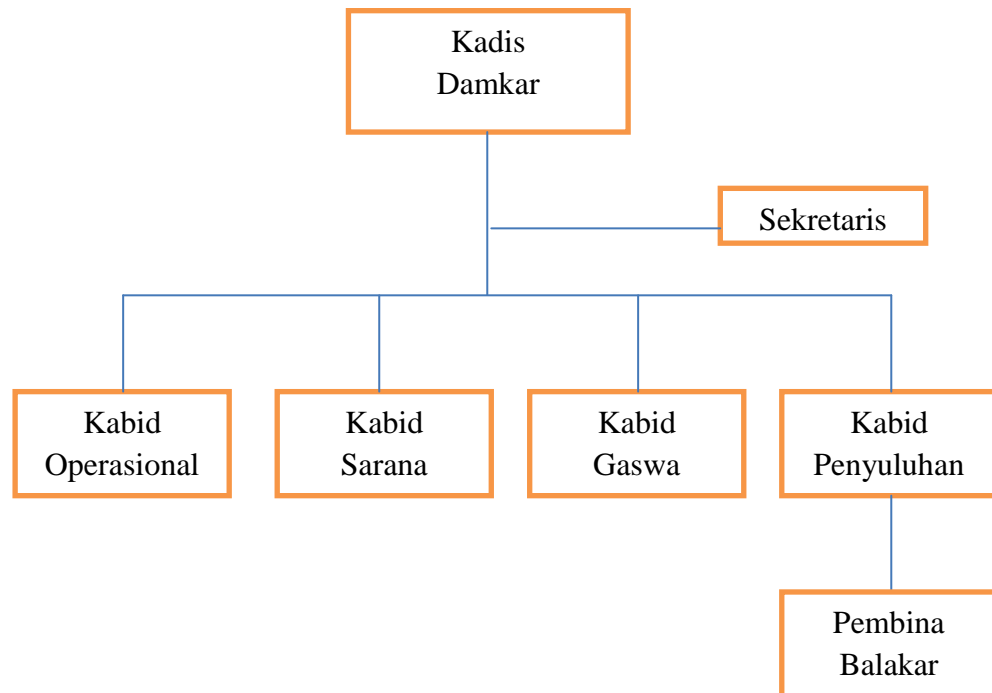 Kadis
Damkar
Sekretaris
Kabid
Operasional
Kabid
Sarana
Kabid
Gaswa
Kabid
Penyuluhan
Pembina
Balakar